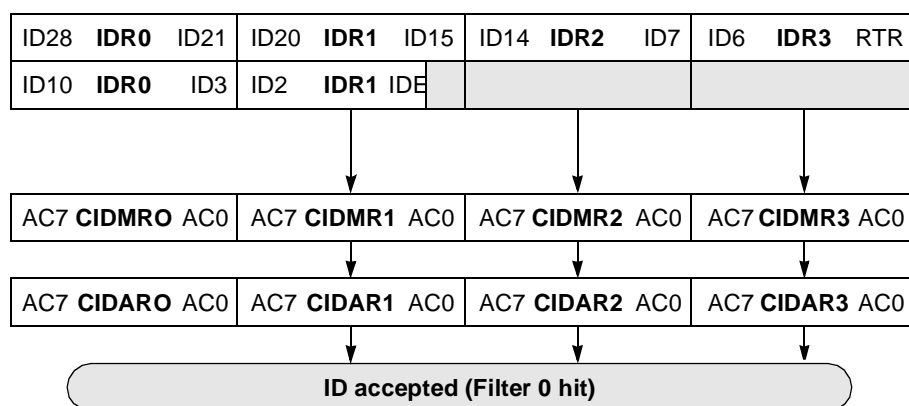 ID28 IDR0 ID21 ID20 IDR1 ID15 ID14 IDR2 ID7 ID6 IDR3 RTR
ID10 IDR0 ID3 ID2 IDR1 IDE
AC7 CIDMRO AC0 AC7 CIDMR1 AC0 AC7 CIDMR2 AC0 AC7 CIDMR3 AC0
AC7 CIDARO AC0 AC7 CIDAR1 AC0 AC7 CIDAR2 AC0 AC7 CIDAR3 AC0
ID accepted (Filter 0 hit)